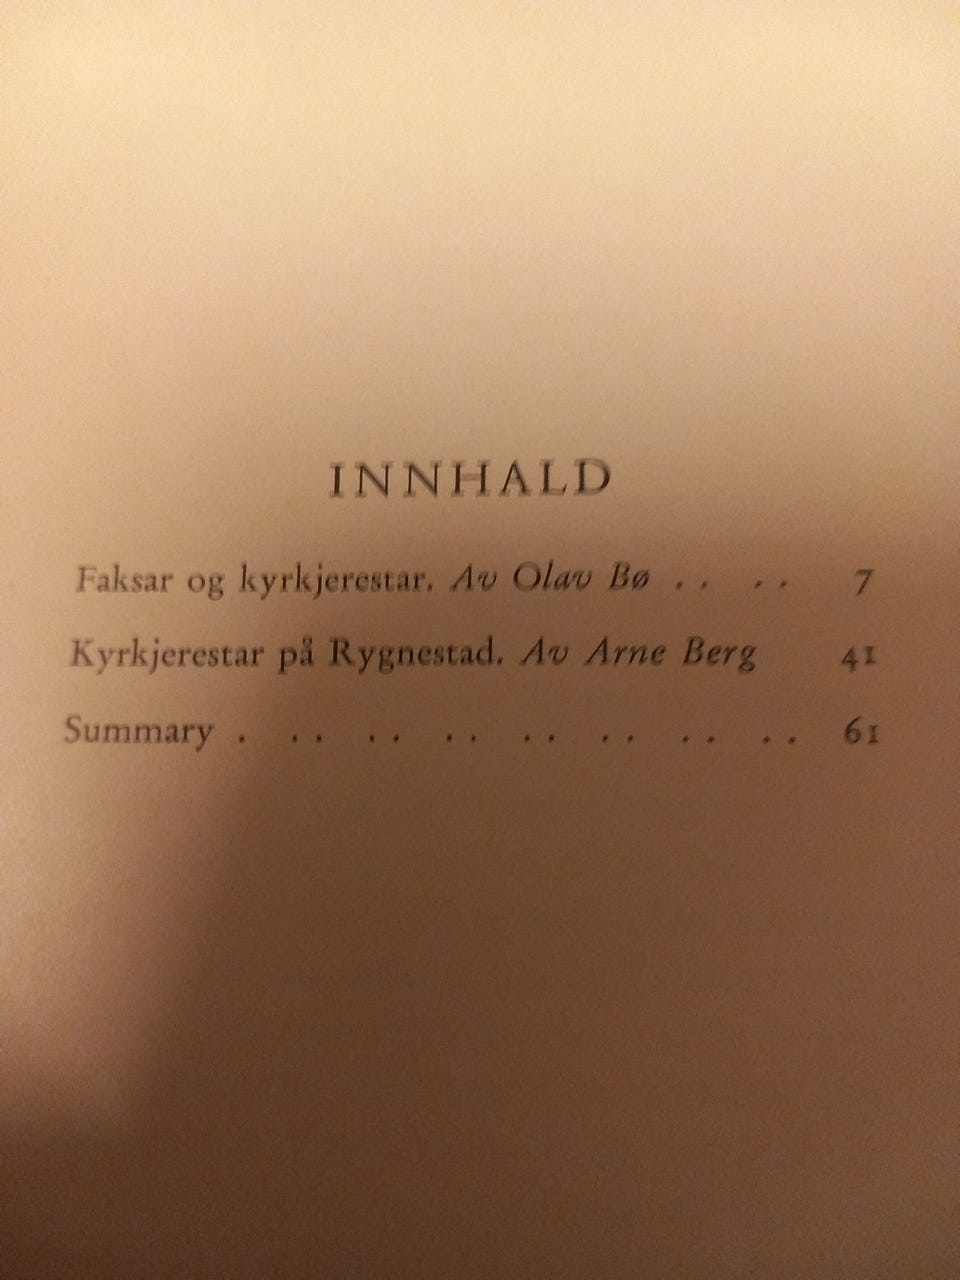 INNHALD
Faksar og kyrkjerestar. Av Olav Bø . . . . 7
Kyrkjerestar på Rygnestad. Av Arne Berg 41
Summary . . . . . . . . . . . . . . . 61